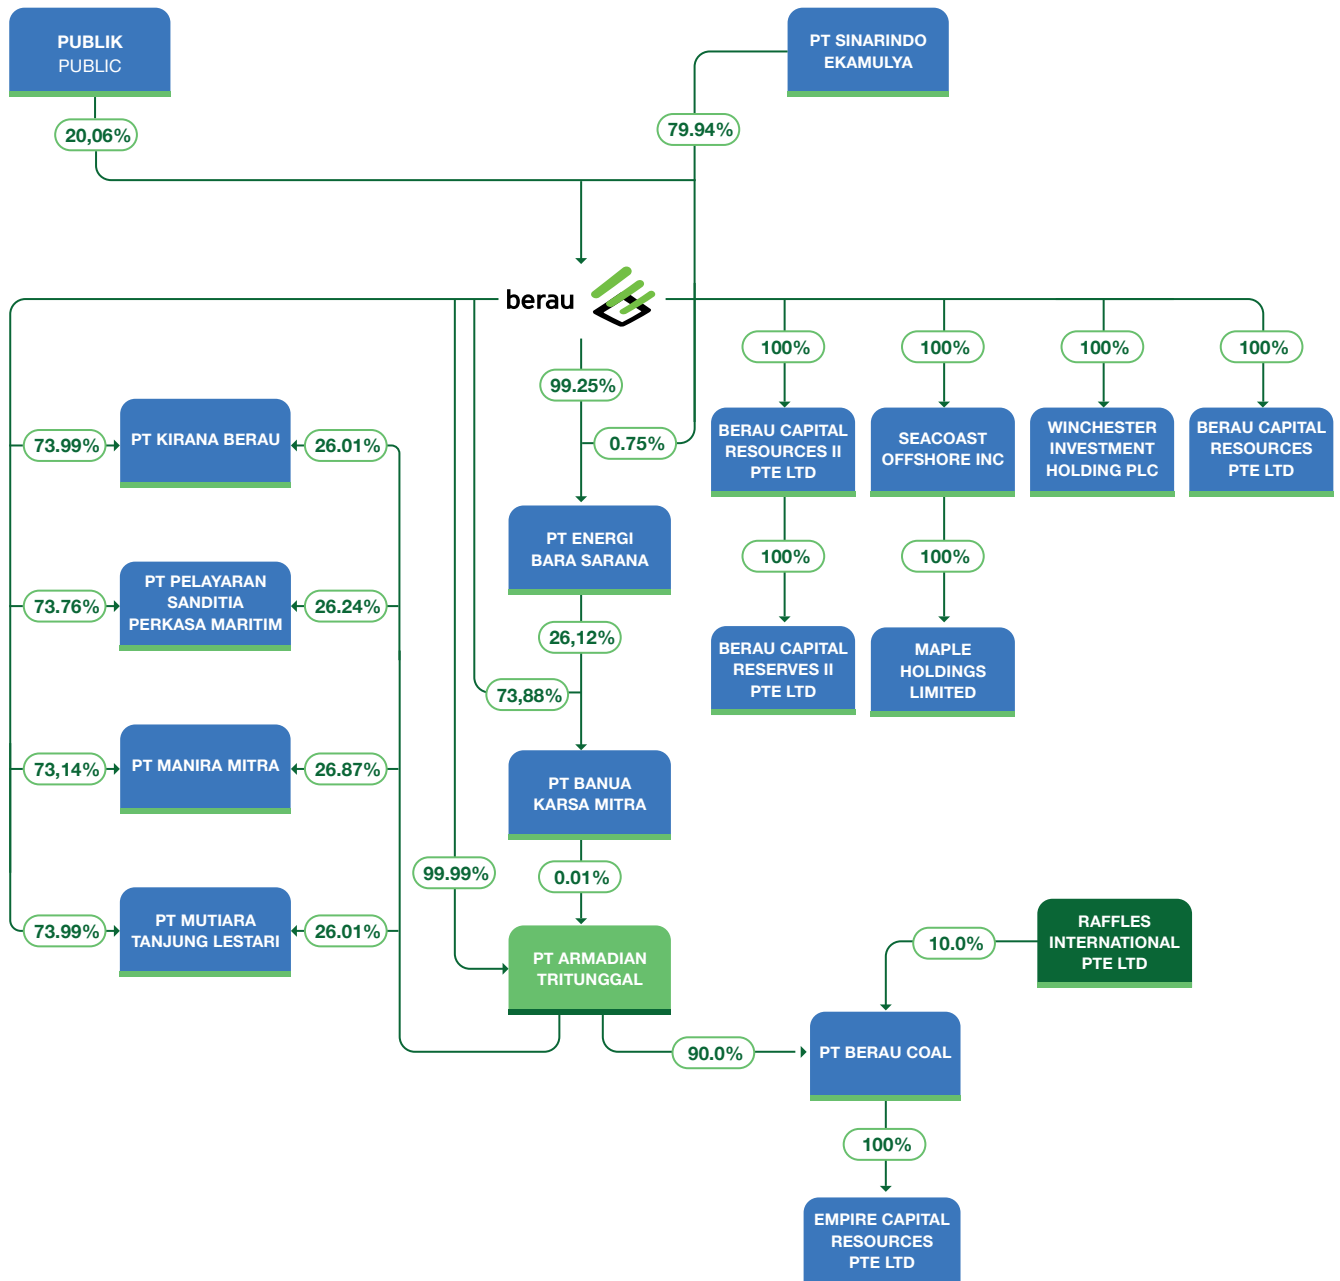 PUBLIK
PUBLIC
PT SINARINDO
EKAMULYA
20,06%
79.94%
berau
99.25%
0.75%
100%
100%
100%
100%
BERAU CAPITAL
RESOURCES II
PTE LTD
SEACOAST
OFFSHORE INC
WINCHESTER
INVESTMENT
HOLDING PLC
BERAU CAPITAL
RESOURCES
PTE LTD
73.99%
PT KIRANA BERAU
26.01%
PT ENERGI
BARA SARANA
100%
100%
73.76%
PT PELAYARAN
SANDITIA
PERKASA MARITIM
26.24%
26,12%
73,88%
BERAU CAPITAL
RESERVES II
PTE LTD
MAPLE
HOLDINGS
LIMITED
73,14%
PT MANIRA MITRA
26.87%
PT BANUA
KARSA MITRA
99.99%
0.01%
73.99%
PT MUTIARA
TANJUNG LESTARI
26.01%
PT ARMADIAN
TRITUNGGAL
10.0%
RAFFLES
INTERNATIONAL
PTE LTD
90.0%
PT BERAU COAL
100%
EMPIRE CAPITAL
RESOURCES
PTE LTD